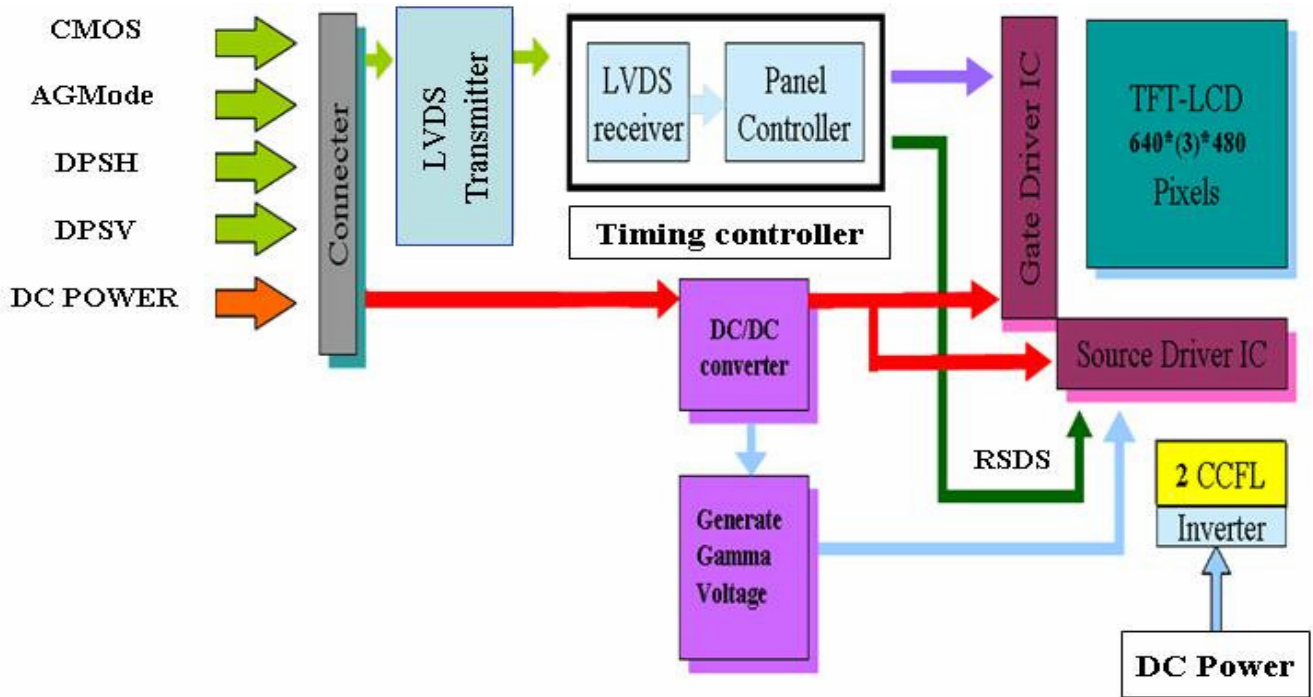 CMOS
AGMode
DPSH
DPSV
DC POWER
Connecter
LVDS
Transmitter
LVDS
receiver
Panel
Controller
Timing controller
Gate Driver IC
TFT-LCD
640*(3)*480
Pixels
DC/DC
converter
Source Driver IC
RSDS
Generate
Gamma
Voltage
2 CCFL
Inverter
DC Power